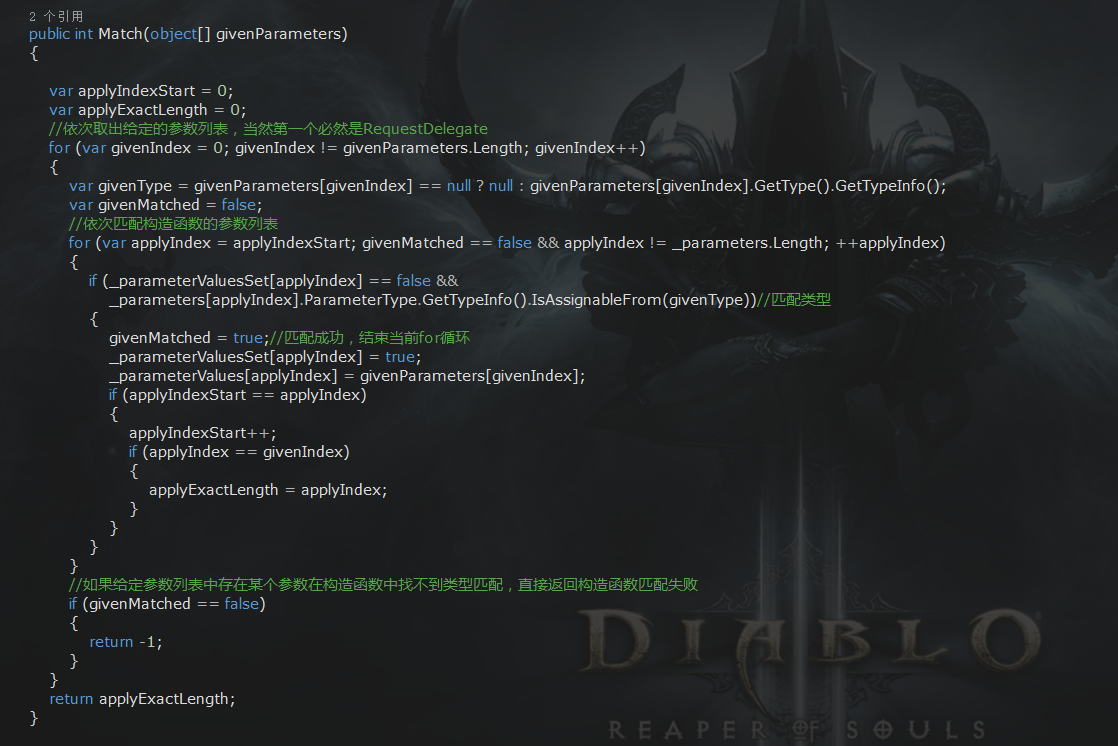 2 个引用
public int Match(object[] givenParameters)
{
var applyIndexStart = 0;
var applyExactLength = 0;
//依次取出给定的参数列表，当然第一个必然是RequestDelegate
for (var givenIndex = 0; givenIndex != givenParameters.Length; givenIndex++)
{
var givenType = givenParameters[givenIndex] == null ? null : givenParameters[givenIndex].GetType().GetTypeInfo();
var givenMatched = false;
//依次匹配构造函数的参数列表
for (var applyIndex = applyIndexStart; givenMatched == false && applyIndex != _parameters.Length; ++applyIndex)
{
if (_parameterValuesSet[applyIndex] == false &&
_parameters[applyIndex].ParameterType.GetTypeInfo().IsAssignableFrom(givenType))//匹配类型
{
givenMatched = true;//匹配成功，结束当前for循环
_parameterValuesSet[applyIndex] = true;
_parameterValues[applyIndex] = givenParameters[givenIndex];
if (applyIndexStart == applyIndex)
{
applyIndexStart++;
if (applyIndex == givenIndex)
{
applyExactLength = applyIndex;
}
}
}
}
//如果给定参数列表中存在某个参数在构造函数中找不到类型匹配，直接返回构造函数匹配失败
if (givenMatched == false)
{
return -1;
}
}
return applyExactLength;
}
DIABLO
REAPER OF SOULS